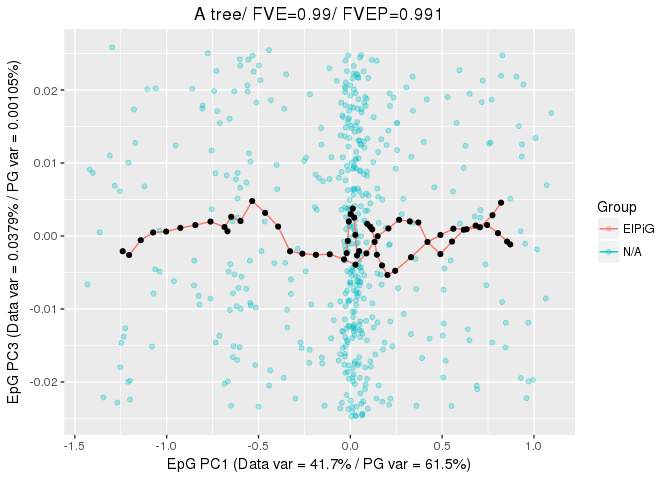 A tree/ FVE=0.99/ FVEP=0.991
EpG PC3 (Data var = 0.0379% / PG var = 0.00105%)
0.02
0.01
0.00
-0.01
-0.02
-1.5
-1.0
-0.5
0.0
0.5
1.0
EpG PC1 (Data var = 41.7% / PG var = 61.5%)
Group
ElPiG
N/A